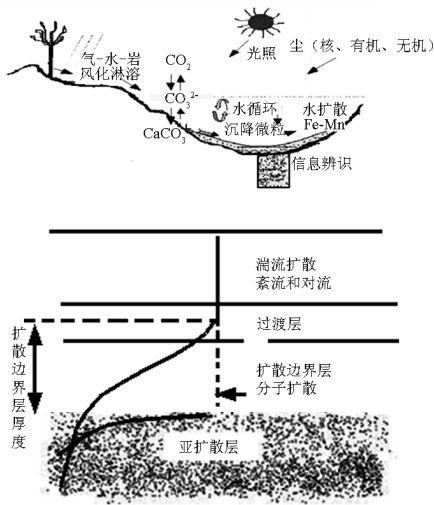 尘（核、有机、无机）
光照
气-水-岩
风化淋溶
CO2
CO3 2-
CaCO3
水循环
沉降微粒
水扩散
Fe-Mn
信息辨识
湍流扩散
紊流和对流
过渡层
扩散边界层厚度
扩散边界层
分子扩散
亚扩散层